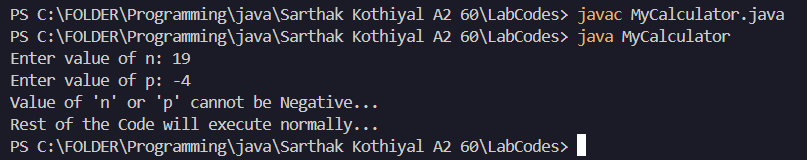 PS C:\FOLDER\Programming\java\Sarthak Kothiyal A2 60\LabCodes> javac MyCalculator.java
PS C:\FOLDER\Programming\java\Sarthak Kothiyal A2 60\LabCodes> java MyCalculator
Enter value of n: 19
Enter value of p: -4
Value of 'n' or 'p' cannot be Negative...
Rest of the Code will execute normally...
PS C:\FOLDER\Programming\java\Sarthak Kothiyal A2 60\LabCodes>